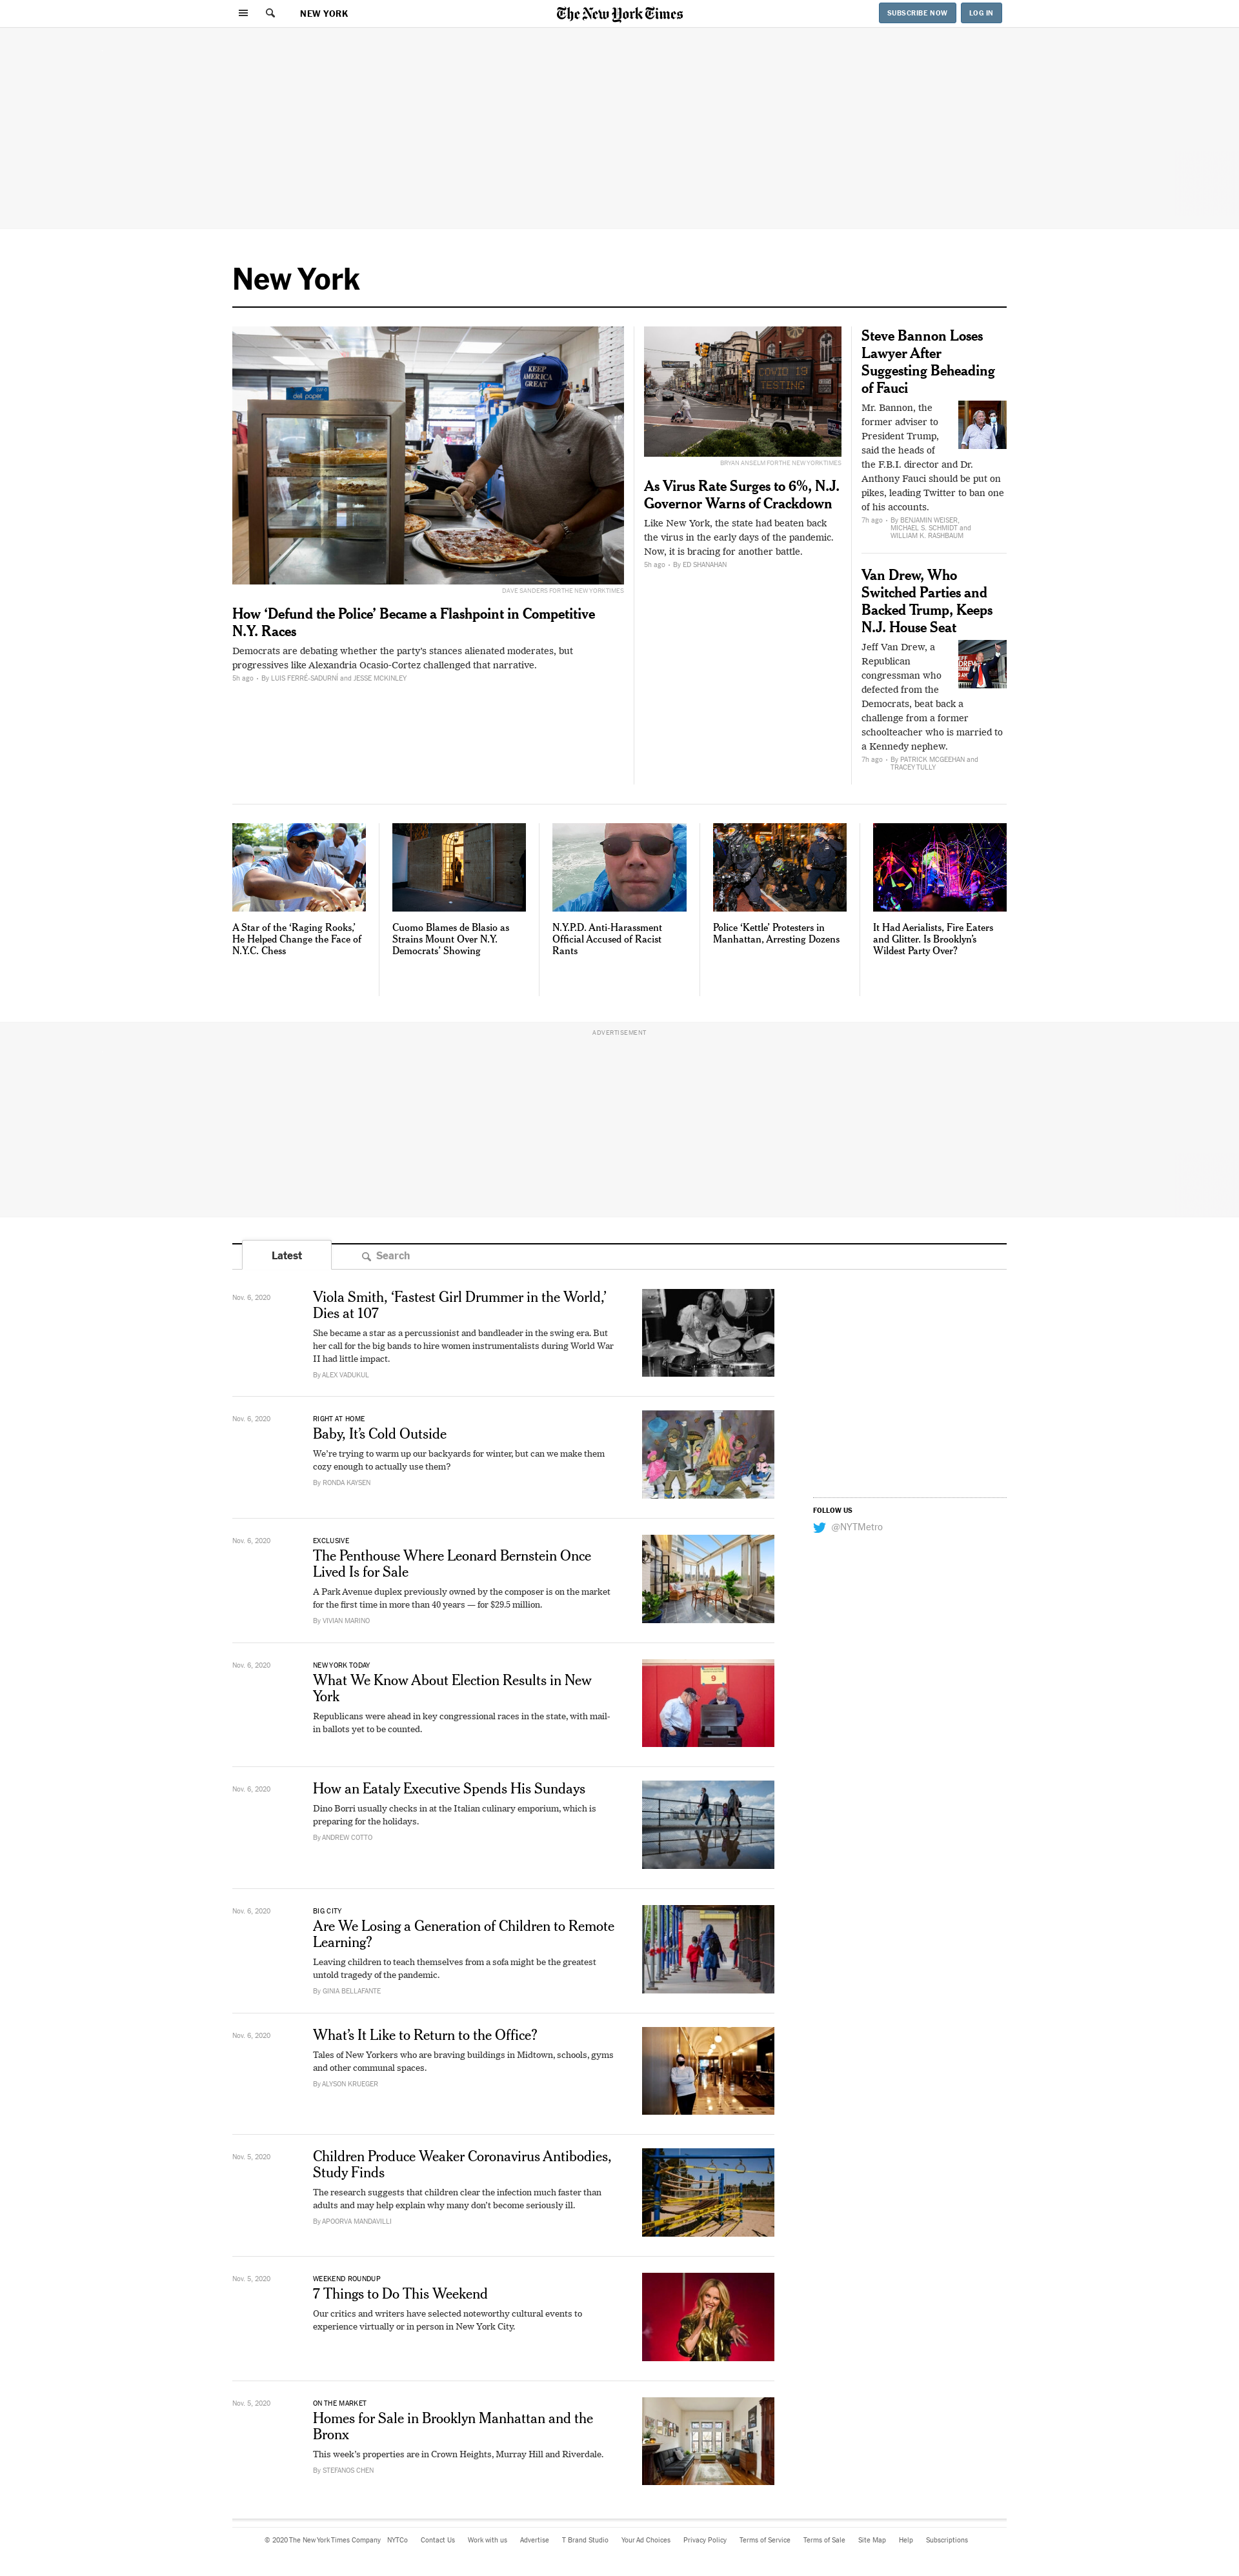 NEW YORK
The New York Times
SUBSCRIBE NOW
LOG IN
New York
KEEP AMERICA GREAT
deli paper
DAVE SANDERS FOR THE NEW YORK TIMES
How ‘Defund the Police’ Became a Flashpoint in Competitive
N.Y. Races
Democrats are debating whether the party’s stances alienated moderates, but
progressives like Alexandria Ocasio-Cortez challenged that narrative.
5h ago • By LUIS FERRÉ-SADURNÍ and JESSE MCKINLEY
COVID 19
TESTING
BRYAN ANSELM FOR THE NEW YORK TIMES
As Virus Rate Surges to 6%, N.J.
Governor Warns of Crackdown
Like New York, the state had beaten back
the virus in the early days of the pandemic.
Now, it is bracing for another battle.
5h ago • By ED SHANAHAN
Steve Bannon Loses
Lawyer After
Suggesting Beheading
of Fauci
Mr. Bannon, the
former adviser to
President Trump,
said the heads of
the F.B.I. director and Dr.
Anthony Fauci should be put on
pikes, leading Twitter to ban one
of his accounts.
7h ago • By BENJAMIN WEISER,
MICHAEL S. SCHMIDT and
WILLIAM K. RASHBAUM
Van Drew, Who
Switched Parties and
Backed Trump, Keeps
N.J. House Seat
Jeff Van Drew, a
Republican
congressman who
defected from the
Democrats, beat back a
challenge from a former
schoolteacher who is married to
a Kennedy nephew.
7h ago • By PATRICK MCGEEHAN and
TRACEY TULLY
A Star of the ‘Raging Rooks,’
He Helped Change the Face of
N.Y.C. Chess
Cuomo Blames de Blasio as
Strains Mount Over N.Y.
Democrats’ Showing
N.Y.P.D. Anti-Harassment
Official Accused of Racist
Rants
Police ‘Kettle’ Protesters in
Manhattan, Arresting Dozens
It Had Aerialists, Fire Eaters
and Glitter. Is Brooklyn’s
Wildest Party Over?
ADVERTISEMENT
Latest
Search
Nov. 6, 2020
Viola Smith, ‘Fastest Girl Drummer in the World,’
Dies at 107
She became a star as a percussionist and bandleader in the swing era. But
her call for the big bands to hire women instrumentalists during World War
II had little impact.
By ALEX VADUKUL
Nov. 6, 2020
RIGHT AT HOME
Baby, It’s Cold Outside
We’re trying to warm up our backyards for winter, but can we make them
cozy enough to actually use them?
By RONDA KAYSEN
FOLLOW US
@NYTMetro
Nov. 6, 2020
EXCLUSIVE
The Penthouse Where Leonard Bernstein Once
Lived Is for Sale
A Park Avenue duplex previously owned by the composer is on the market
for the first time in more than 40 years — for $29.5 million.
By VIVIAN MARINO
Nov. 6, 2020
NEW YORK TODAY
What We Know About Election Results in New
York
Republicans were ahead in key congressional races in the state, with mail-
in ballots yet to be counted.
9
Nov. 6, 2020
How an Eataly Executive Spends His Sundays
Dino Borri usually checks in at the Italian culinary emporium, which is
preparing for the holidays.
By ANDREW COTTO
Nov. 6, 2020
BIG CITY
Are We Losing a Generation of Children to Remote
Learning?
Leaving children to teach themselves from a sofa might be the greatest
untold tragedy of the pandemic.
By GINIA BELLAFANTE
Nov. 6, 2020
What’s It Like to Return to the Office?
Tales of New Yorkers who are braving buildings in Midtown, schools, gyms
and other communal spaces.
By ALYSON KRUEGER
Nov. 5, 2020
Children Produce Weaker Coronavirus Antibodies,
Study Finds
The research suggests that children clear the infection much faster than
adults and may help explain why many don’t become seriously ill.
By APOORVA MANDAVILLI
Nov. 5, 2020
WEEKEND ROUNDUP
7 Things to Do This Weekend
Our critics and writers have selected noteworthy cultural events to
experience virtually or in person in New York City.
Nov. 5, 2020
ON THE MARKET
Homes for Sale in Brooklyn Manhattan and the
Bronx
This week’s properties are in Crown Heights, Murray Hill and Riverdale.
By STEFANOS CHEN
© 2020 The New York Times Company NYTCo Contact Us Work with us Advertise T Brand Studio Your Ad Choices Privacy Policy Terms of Service Terms of Sale Site Map Help Subscriptions